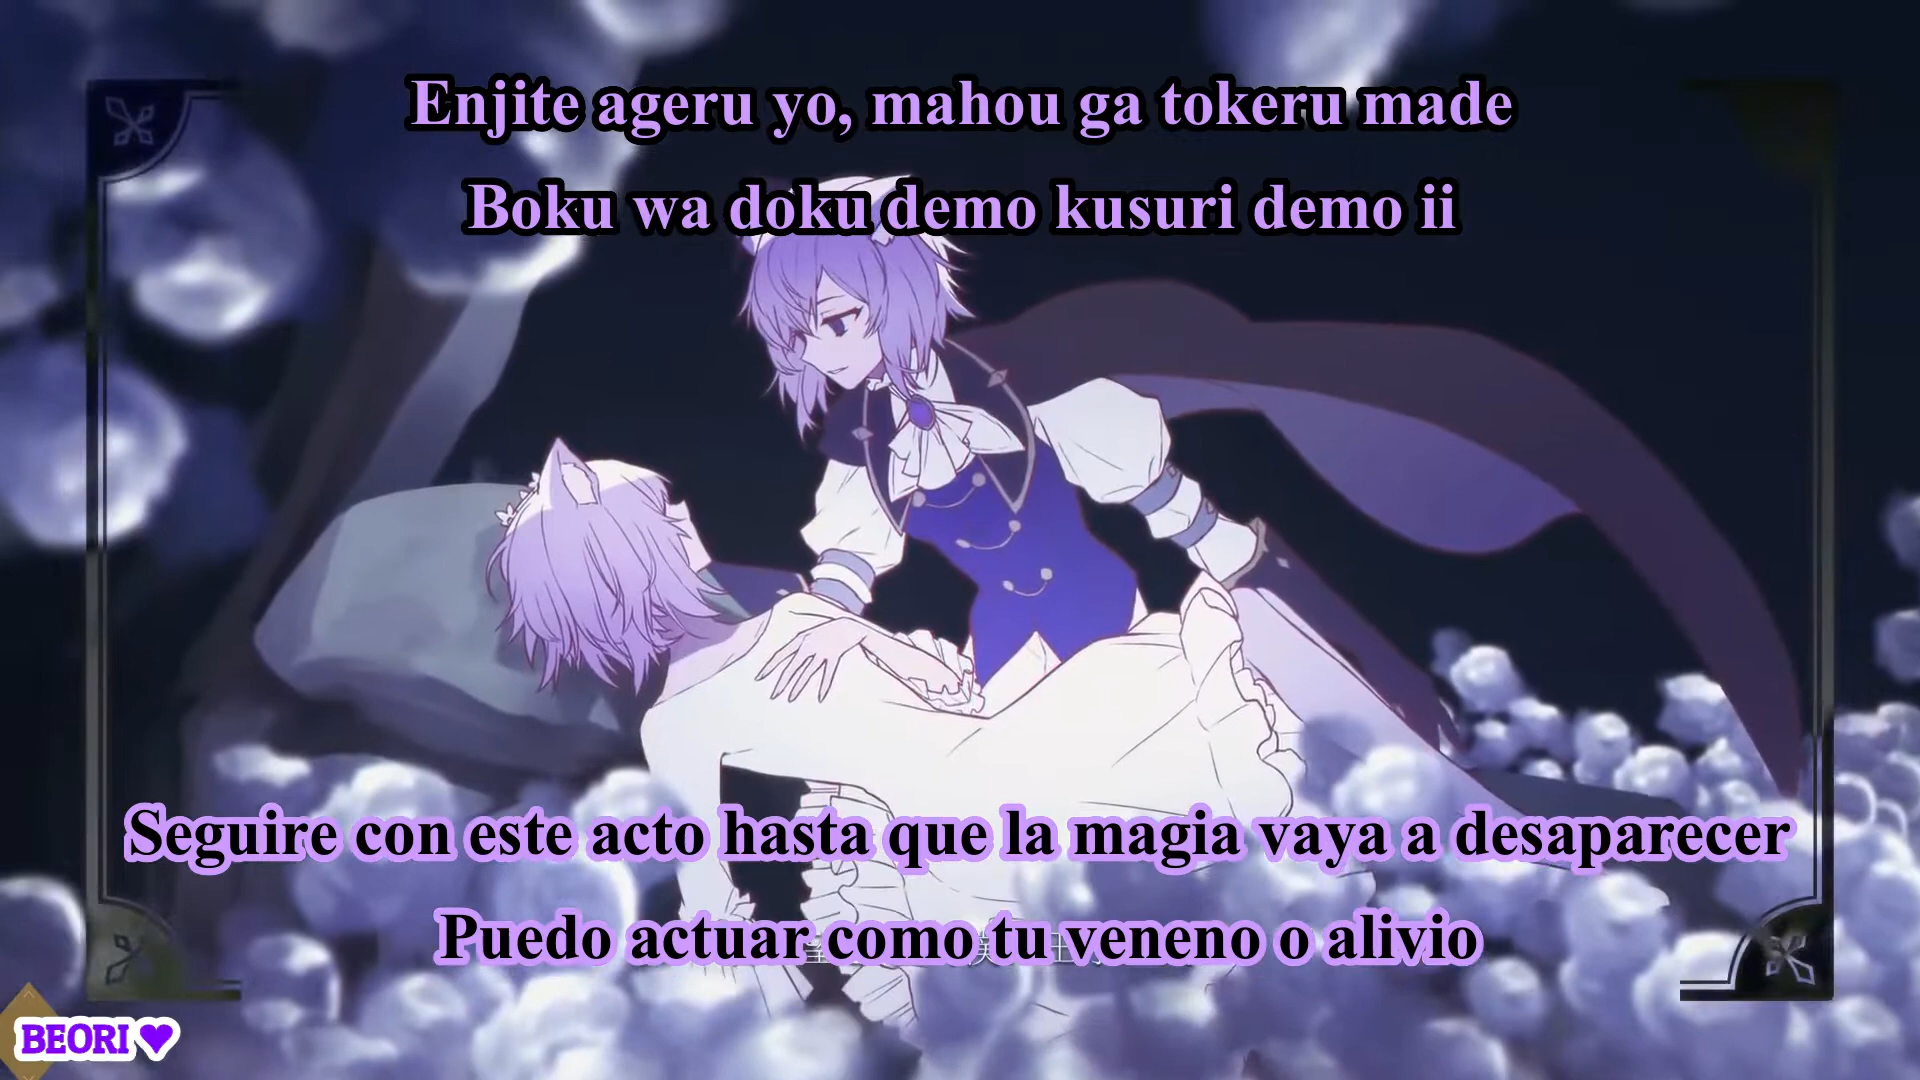 Enjite ageru yo, mahou ga tokeru made
Boku wa doku demo kusuri demo ii
Seguire con este acto hasta que la magia vaya a desaparecer
Puedo actuar como tu veneno o alivio
BEORI